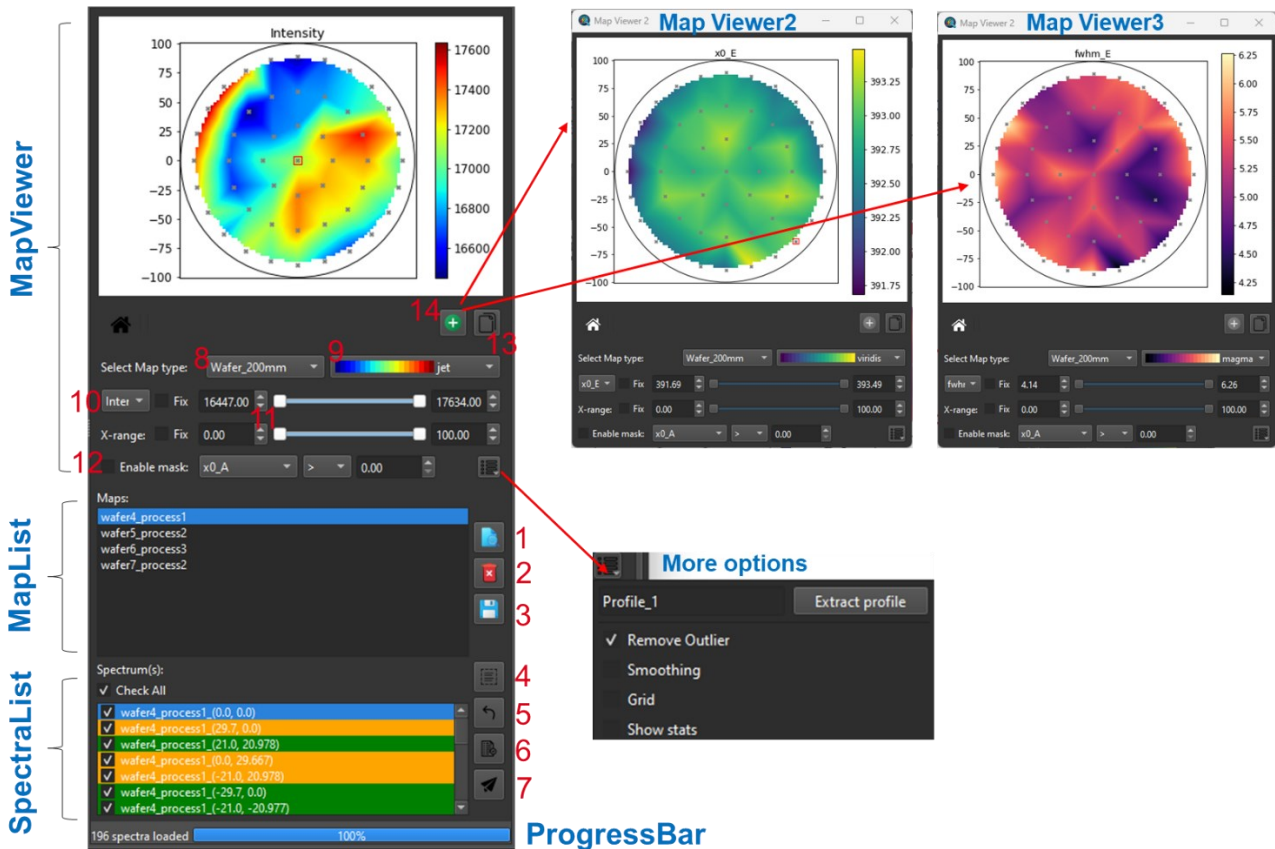 MapViewer
Intensity
100
75
50
25
0
−25
−50
−75
−100
17600
17400
17200
17000
16800
16600
14
13
Select Map type:
8
Wafer_200mm
9
jet
10
Inter
Fix
16447.00
11
17634.00
X-range:
Fix
0.00
100.00
12
Enable mask:
x0_A
>
0.00
Map Viewer 2
Map Viewer2
x0_E
100
75
50
25
0
−25
−50
−75
−100
393.25
393.00
392.75
392.50
392.25
392.00
391.75
Select Map type:
Wafer_200mm
viridis
x0_E
Fix
391.69
393.49
X-range:
Fix
0.00
100.00
Enable mask:
x0_A
>
0.00
Map Viewer 2
Map Viewer3
fwhm_E
100
75
50
25
0
−25
−50
−75
−100
6.25
6.00
5.75
5.50
5.25
5.00
4.75
4.50
4.25
Select Map type:
Wafer_200mm
magma
fwhm
Fix
4.14
6.26
X-range:
Fix
0.00
100.00
Enable mask:
x0_A
>
0.00
MapList
Maps:
wafer4_process1
wafer5_process2
wafer6_process3
wafer7_process2
1
2
3
More options
Profile_1
Extract profile
Remove Outlier
Smoothing
Grid
Show stats
SpectraList
Spectrum(s):
Check All
wafer4_process1_(0.0, 0.0)
wafer4_process1_(29.7, 0.0)
wafer4_process1_(21.0, 20.978)
wafer4_process1_(0.0, 29.667)
wafer4_process1_(-21.0, 20.978)
wafer4_process1_(-29.7, 0.0)
wafer4_process1_(-21.0, -20.977)
4
5
6
7
196 spectra loaded
100%
ProgressBar